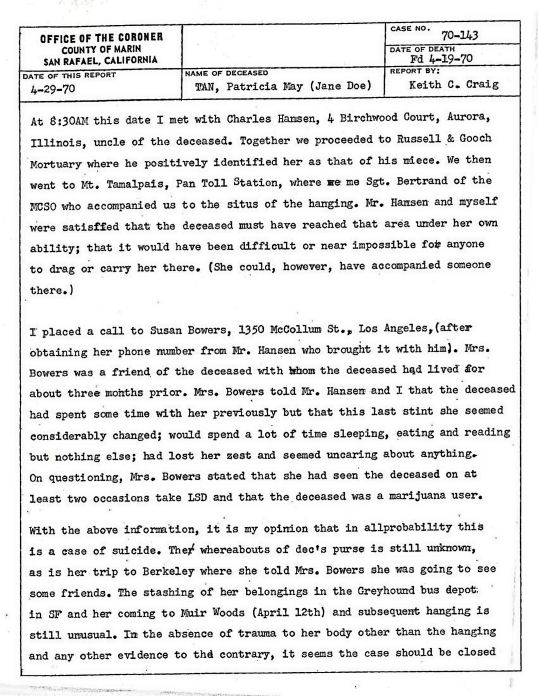 OFFICE OF THE CORONER
COUNTY OF MARIN
SAN RAFAEL, CALIFORNIA
CASE NO. 70-143
DATE OF DEATH
Fd 4-19-70
DATE OF THIS REPORT
4-29-70
NAME OF DECEASED
TAN, Patricia May (Jane Doe)
REPORT BY:
Keith C. Craig
At 8:30AM this date I met with Charles Hansen, 4 Birchwood Court, Aurora,
Illinois, uncle of the deceased. Together we proceeded to Russell & Gooch
Mortuary where he positively identified her as that of his niece. We then
went to Mt. Tamalpais, Pan Toll Station, where we me Sgt. Bertrand of the
MCSO who accompanied us to the situs of the hanging. Mr. Hansen and myself
were satisffed that the deceased must have reached that area under her own
ability; that it would have been difficult or near impossible for anyone
to drag or carry her there. (She could, however, have accompanied someone
there.)
I placed a call to Susan Bowers, 1350 McCollum St., Los Angeles,(after
obtaining her phone number from Mr. Hansen who brought it with him). Mrs.
Bowers was a friend of the deceased with whom the deceased had lived for
about three months prior. Mrs. Bowers told Mr. Hansen and I that the deceased
had spent some time with her previously but that this last stint she seemed
considerably changed; would spend a lot of time sleeping, eating and reading
but nothing else; had lost her zest and seemed uncaring about anything.
On questioning, Mrs. Bowers stated that she had seen the deceased on at
least two occasions take LSD and that the deceased was a marijuana user.
With the above information, it is my opinion that in allprobability this
is a case of suicide. The whereabouts of dec's purse is still unknown,
as is her trip to Berkeley where she told Mrs. Bowers she was going to see
some friends. The stashing of her belongings in the Greyhound bus depot
in SF and her coming to Muir Woods (April 12th) and subsequent hanging is
still unusual. In the absence of trauma to her body other than the hanging
and any other evidence to the contrary, it seems the case should be closed